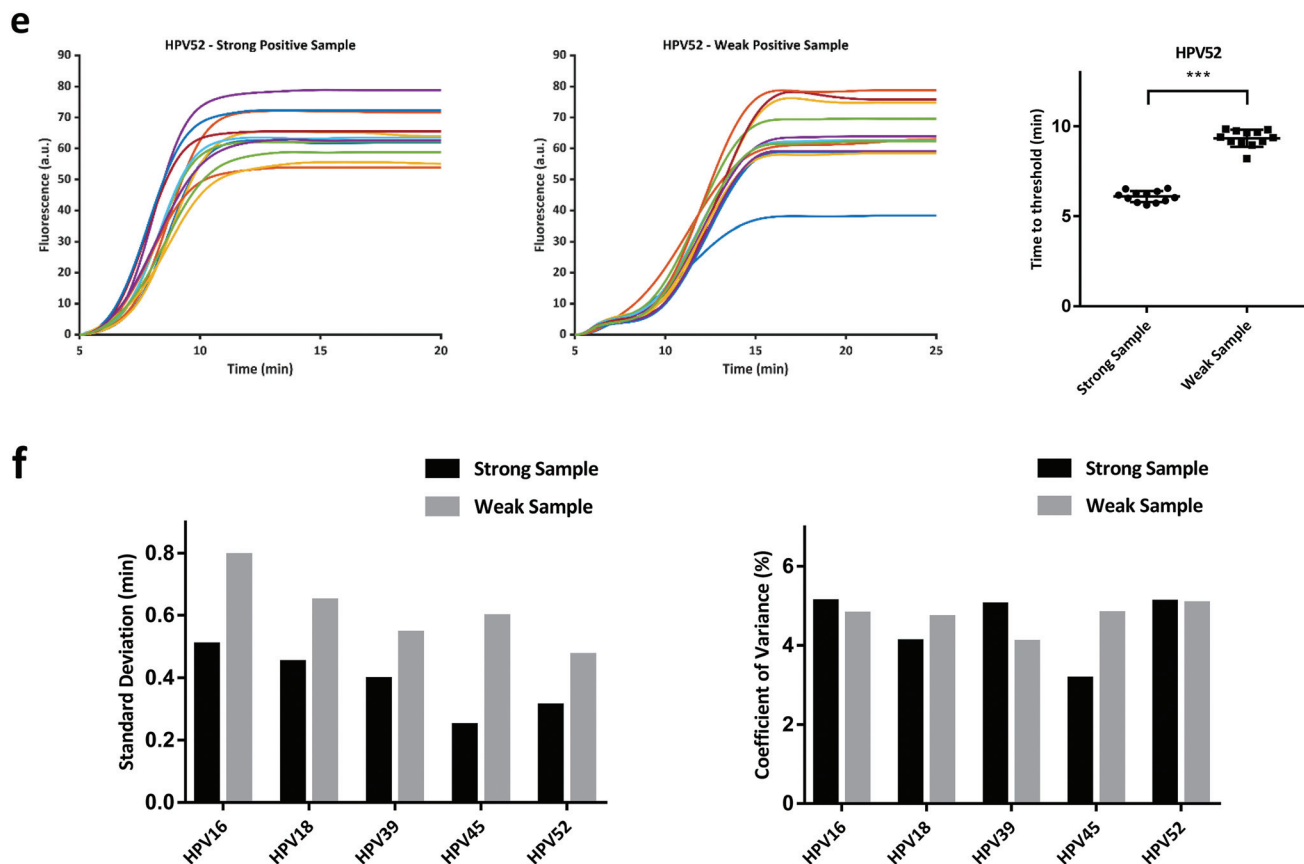 e
HPV52 - Strong Positive Sample
Fluorescence (a.u.)
90
80
70
60
50
40
30
20
10
0
5 10 15 20
Time (min)
HPV52 - Weak Positive Sample
Fluorescence (a.u.)
90
80
70
60
50
40
30
20
10
0
5 10 15 20 25
Time (min)
HPV52
***
Time to threshold (min)
10
5
0
Strong Sample
Weak Sample
f
Strong Sample
Weak Sample
Standard Deviation (min)
0.8
0.6
0.4
0.2
0.0
HPV16 HPV18 HPV39 HPV45 HPV52
Strong Sample
Weak Sample
Coefficient of Variance (%)
6
4
2
0
HPV16 HPV18 HPV39 HPV45 HPV52